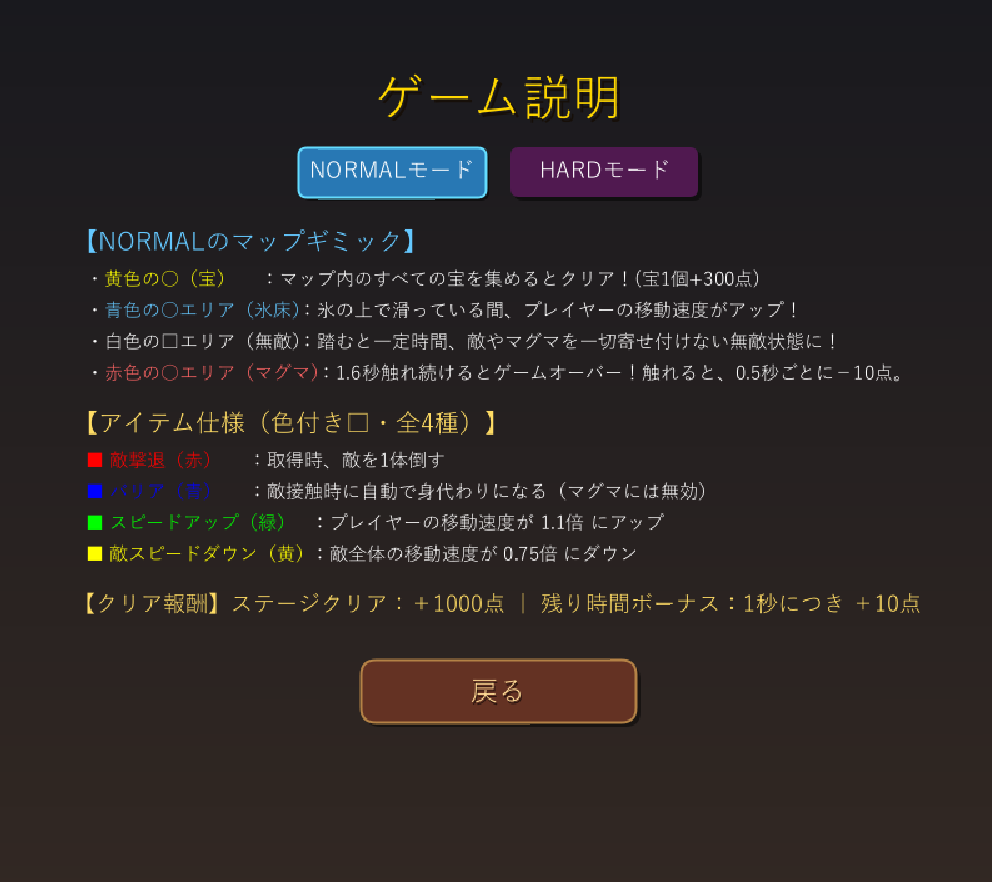 ゲーム説明
NORMALモード
HARDモード
【NORMALのマップギミック】
・黄色の○（宝）　：マップ内のすべての宝を集めるとクリア！(宝1個+300点)
・青色の○エリア（氷床）：氷の上で滑っている間、プレイヤーの移動速度がアップ！
・白色の□エリア（無敵）：踏むと一定時間、敵やマグマを一切寄せ付けない無敵状態に！
・赤色の○エリア（マグマ）：1.6秒触れ続けるとゲームオーバー！触れると、0.5秒ごとに－10点。
【アイテム仕様（色付き□・全4種）】
■ 敵撃退（赤）　：取得時、敵を1体倒す
■ バリア（青）　：敵接触時に自動で身代わりになる（マグマには無効）
■ スピードアップ（緑）　：プレイヤーの移動速度が 1.1倍 にアップ
■ 敵スピードダウン（黄）：敵全体の移動速度が 0.75倍 にダウン
【クリア報酬】ステージクリア：＋1000点 ｜ 残り時間ボーナス：1秒につき ＋10点
戻る